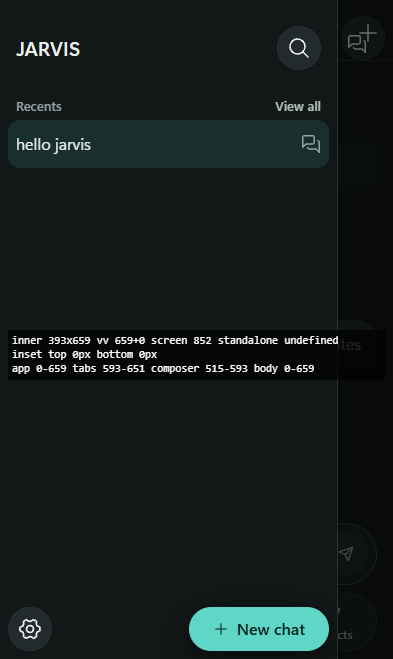 JARVIS
Recents
View all
hello jarvis
inner 393x659 vv 659+0 screen 852 standalone undefined
inset top 0px bottom 0px
app 0-659 tabs 593-651 composer 515-593 body 0-659
New chat